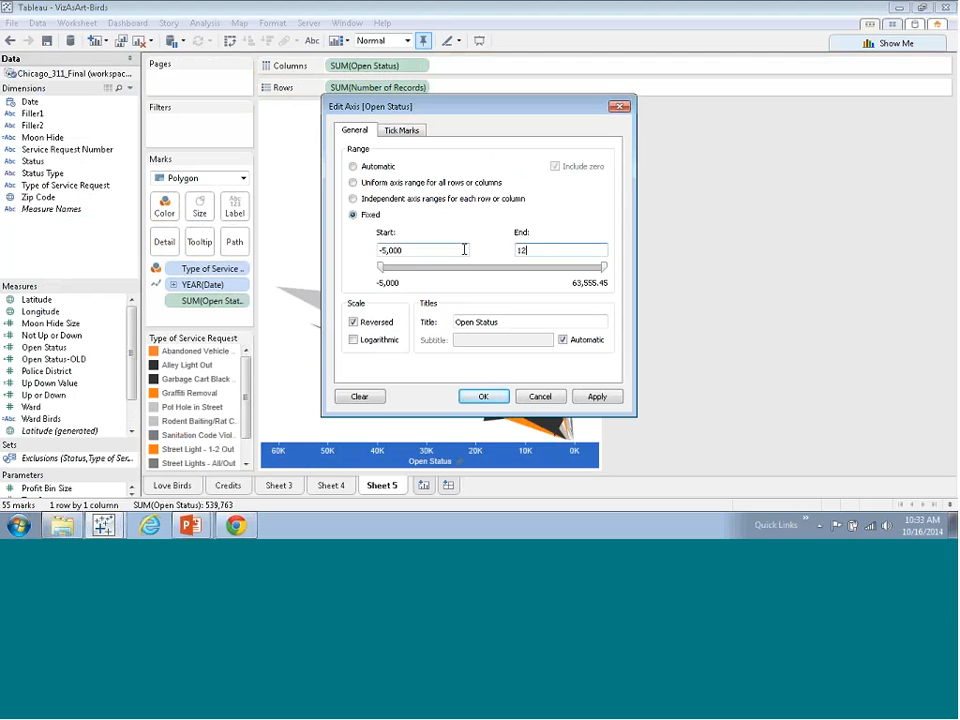 Tableau - VizAsArt-Birds
File Data Worksheet Dashboard Story Analysis Map Format Server Window Help
Abc Normal Show Me
Data
Chicago_311_Final (workspac...
Dimensions
Date
Filler1
Filler2
Abc Moon Hide
Abc Service Request Number
Abc Status
Abc Status Type
Abc Type of Service Request
Zip Code
Abc Measure Names
Measures
# Latitude
# Longitude
# Moon Hide Size
# Not Up or Down
# Open Status
# Open Status-OLD
# Police District
# Up Down Value
# Up or Down
# Ward
Abc Ward Birds
Latitude (generated)
Sets
Exclusions (Status,Type of Ser...
Parameters
# Profit Bin Size
Pages
Filters
Marks
Polygon
Color
Size
Abc
123
Label
Detail
Tooltip
Path
Type of Service ..
YEAR(Date)
SUM(Open Stat..
Type of Service Request
Abandoned Vehicle ..
Alley Light Out
Garbage Cart Black ..
Graffiti Removal
Pot Hole in Street
Rodent Baiting/Rat C..
Sanitation Code Viol..
Street Light - 1-2 Out
Street Lights - All/Out
Columns SUM(Open Status)
Rows SUM(Number of Records)
Edit Axis [Open Status]
General Tick Marks
Range
Automatic Include zero
Uniform axis range for all rows or columns
Independent axis ranges for each row or column
Fixed
Start: End:
-5,000 12
-5,000 63,555.45
Scale
Reversed
Logarithmic
Titles
Title: Open Status
Subtitle: Automatic
Clear OK Cancel Apply
60K 50K 40K 30K 20K 10K 0K
Open Status
Love Birds Credits Sheet 3 Sheet 4 Sheet 5
55 marks 1 row by 1 column SUM(Open Status): 539,763
Quick Links 10:33 AM
10/16/2014